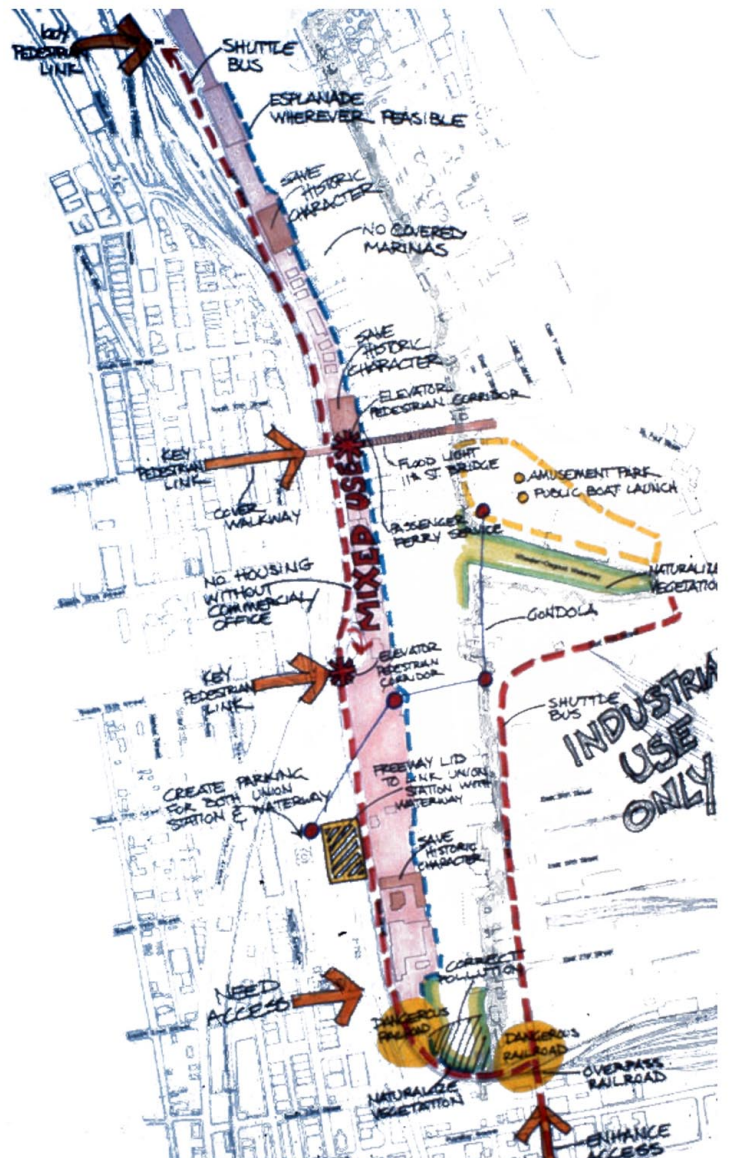 KEY
PEDESTRIAN
LINK
SHUTTLE
BUS
ESPLANADE
WHEREVER FEASIBLE
SAVE
HISTORIC
CHARACTER
NO COVERED
MARINAS
SAVE
HISTORIC
CHARACTER
ELEVATOR
PEDESTRIAN CORRIDOR
KEY
PEDESTRIAN
LINK
FLOOD LIGHT
11th ST BRIDGE
AMUSEMENT PARK
PUBLIC BOAT LAUNCH
COVER
WALKWAY
MIXED USE
PASSENGER
FERRY SERVICE
NATURALIZE
VEGETATION
NO HOUSING
WITHOUT
COMMERCIAL/
OFFICE
GONDOLA
KEY
PEDESTRIAN
LINK
ELEVATOR
PEDESTRIAN
CORRIDOR
SHUTTLE
BUS
INDUSTRIAL
USE
ONLY
CREATE PARKING
FOR BOTH UNION
STATION & WATERWAY
FREEWAY LID
TO LINK UNION
STATION WITH
WATERWAY
SAVE
HISTORIC
CHARACTER
NEED
ACCESS
CORRECT
POLLUTION
DANGEROUS
RAILROAD
DANGEROUS
RAILROAD
OVERPASS
RAILROAD
NATURALIZE
VEGETATION
ENHANCE
ACCESS